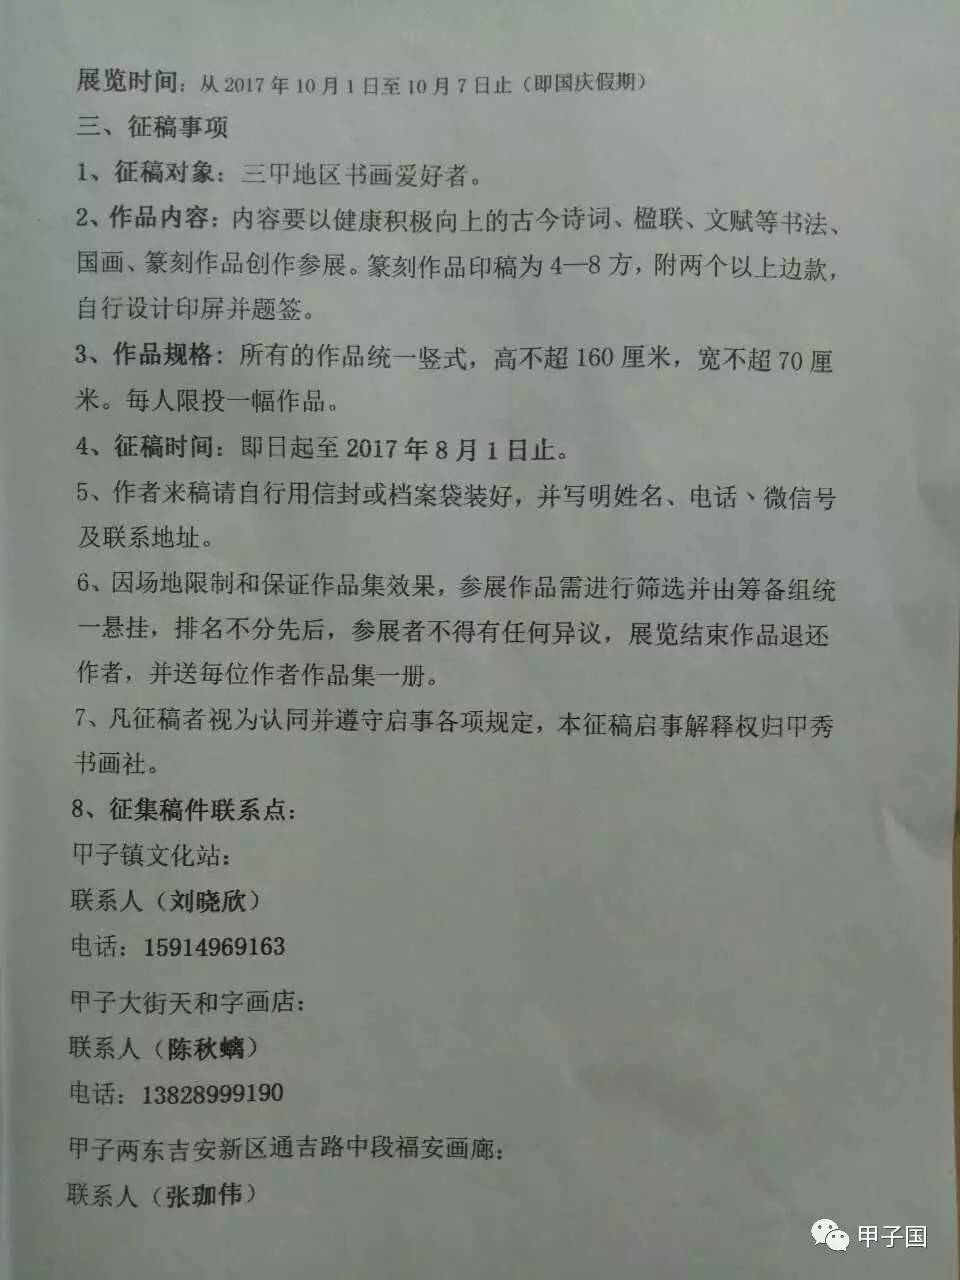 展览时间：从 2017 年 10 月 1 日至 10 月 7 日止（即国庆假期）
三、征稿事项
1、征稿对象：三甲地区书画爱好者。
2、作品内容：内容要以健康积极向上的古今诗词、楹联、文赋等书法、
国画、篆刻作品创作参展。篆刻作品印稿为 4—8 方，附两个以上边款，
自行设计印屏并题签。
3、作品规格：所有的作品统一竖式，高不超 160 厘米，宽不超 70 厘
米。每人限投一幅作品。
4、征稿时间：即日起至 2017 年 8 月 1 日止。
5、作者来稿请自行用信封或档案袋装好，并写明姓名、电话丶微信号
及联系地址。
6、因场地限制和保证作品集效果，参展作品需进行筛选并由筹备组统
一悬挂，排名不分先后，参展者不得有任何异议，展览结束作品退还
作者，并送每位作者作品集一册。
7、凡征稿者视为认同并遵守启事各项规定，本征稿启事解释权归甲秀
书画社。
8、征集稿件联系点：
甲子镇文化站：
联系人（刘晓欣）
电话：15914969163
甲子大街天和字画店：
联系人（陈秋螭）
电话：13828999190
甲子两东吉安新区通吉路中段福安画廊：
联系人（张珈伟）
甲子国